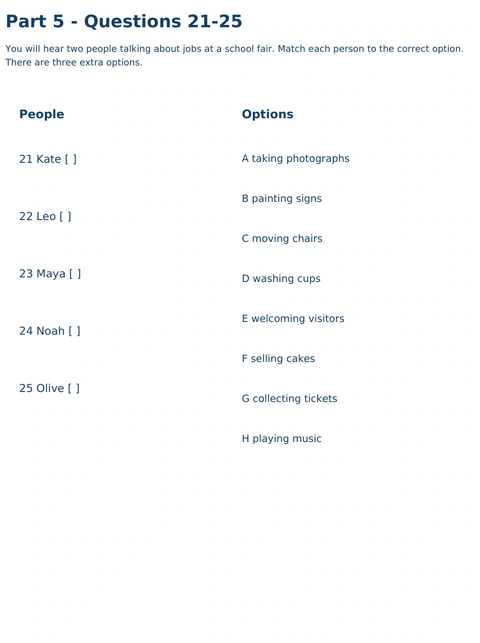 Part 5 - Questions 21-25
You will hear two people talking about jobs at a school fair. Match each person to the correct option.
There are three extra options.
People
21 Kate [ ]
22 Leo [ ]
23 Maya [ ]
24 Noah [ ]
25 Olive [ ]
Options
A taking photographs
B painting signs
C moving chairs
D washing cups
E welcoming visitors
F selling cakes
G collecting tickets
H playing music